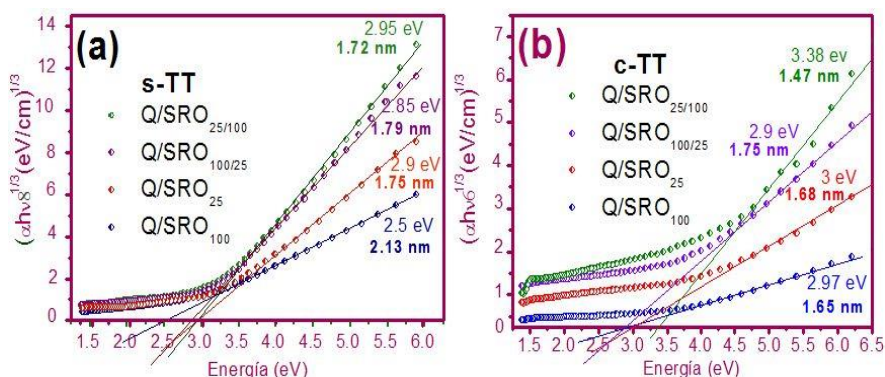 (a)
s-TT
Q/SRO25/100
Q/SRO100/25
Q/SRO25
Q/SRO100
2.95 eV
1.72 nm
2.85 eV
1.79 nm
2.9 eV
1.75 nm
2.5 eV
2.13 nm
(αhν8^1/3(eV/cm)^1/3
14
12
10
8
6
4
2
0
1.5 2.0 2.5 3.0 3.5 4.0 4.5 5.0 5.5 6.0
Energía (eV)
(b)
c-TT
Q/SRO25/100
Q/SRO100/25
Q/SRO25
Q/SRO100
3.38 ev
1.47 nm
2.9 eV
1.75 nm
3 eV
1.68 nm
2.97 eV
1.65 nm
(αhν6^1/3(eV/cm)^1/3
7
6
5
4
3
2
1
0
1.5 2.0 2.5 3.0 3.5 4.0 4.5 5.0 5.5 6.0 6.5
Energía (eV)